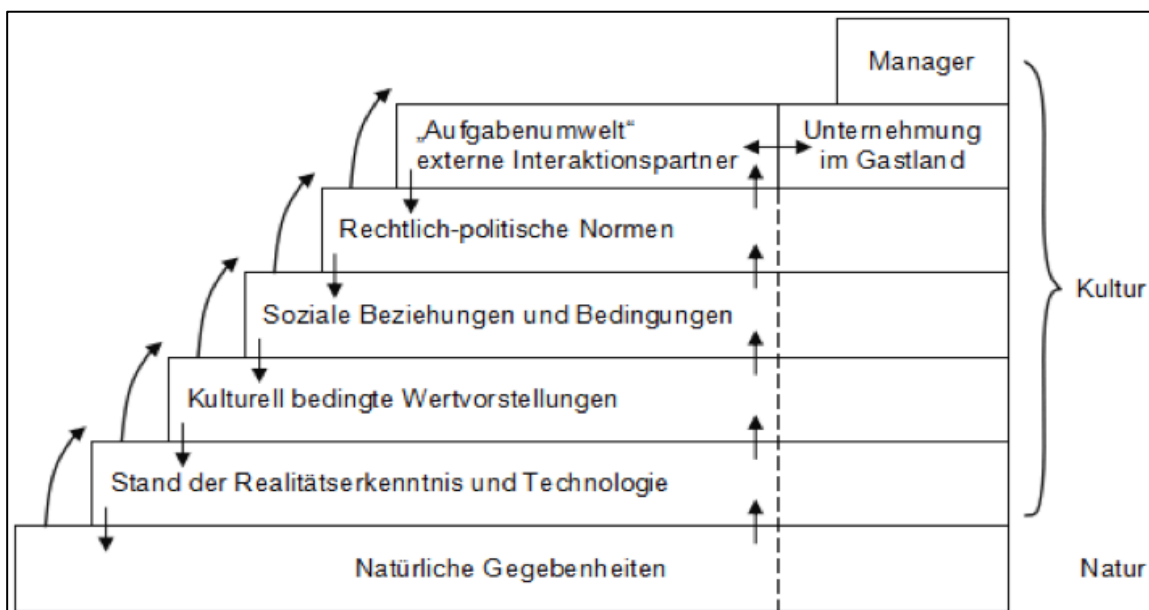 Manager
„Aufgabenumwelt“
externe Interaktionspartner
Unternehmung
im Gastland
Rechtlich-politische Normen
Soziale Beziehungen und Bedingungen
Kultur
Kulturell bedingte Wertvorstellungen
Stand der Realitätserkenntnis und Technologie
Natürliche Gegebenheiten
Natur